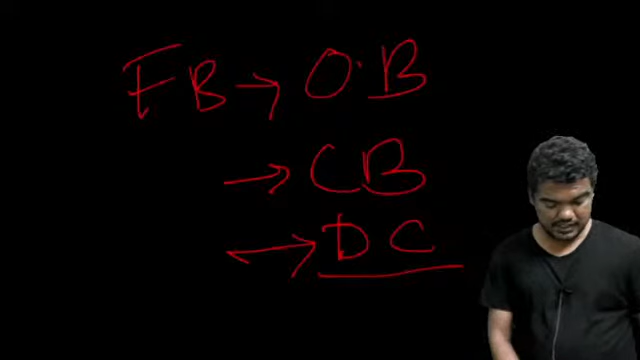 FB → O.B
→ CB
→ DC